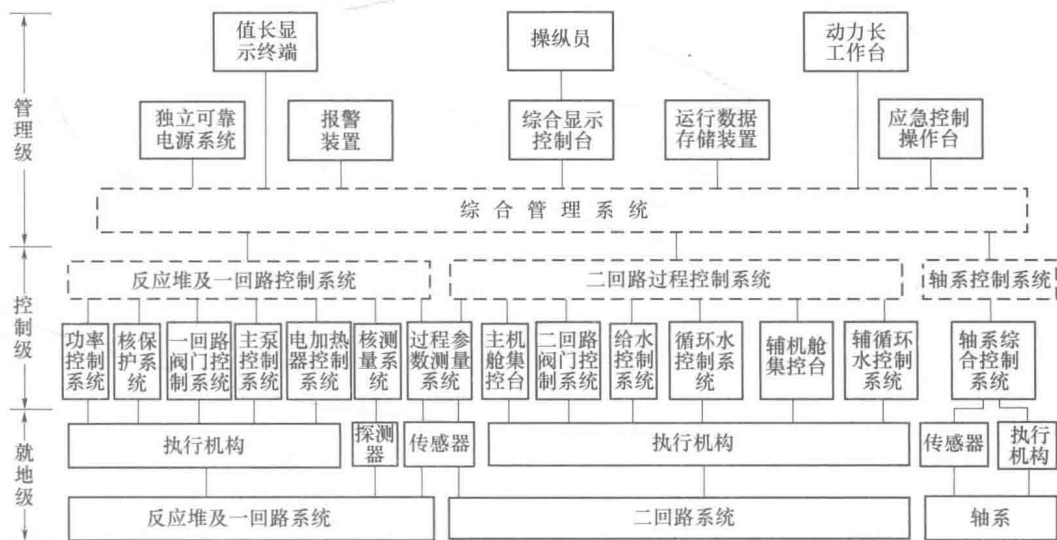 值长显
示终端
操纵员
动力长
工作台
管理级
独立可靠
电源系统
报警
装置
综合显示
控制台
运行数据
存储装置
应急控制
操作台
综合管理系统
控制级
反应堆及一回路控制系统
二回路过程控制系统
轴系控制系统
功率
控制
系统
核保
护系
统
一回路
阀门控
制系统
主泵
控制
系统
电加热
器控制
系统
核测
量系
统
过程参
数测量
系统
主机
舱集
控台
二回路
阀门控
制系统
给水
控制
系统
循环水
控制系
统
辅机舱
集控台
辅循环
水控制
系统
轴系综
合控制
系统
就地级
执行机构
探测
器
传感器
执行机构
传感器
执行
机构
反应堆及一回路系统
二回路系统
轴系